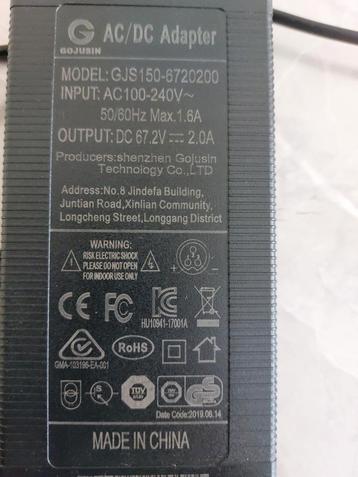 G AC/DC Adapter
GOJUSIN
MODEL: GJS150-6720200
INPUT: AC100-240V~
50/60Hz Max.1.6A
OUTPUT: DC 67.2V⎓2.0A
Producers:shenzhen Gojusin
Technology Co.,LTD
Address:No.8 Jindefa Building,
Juntian Road,Xinlian Community,
Longcheng Street,Longgang District
WARNING:
RISK ELECTRIC SHOCK
PLEASE DO NOT OPEN
FOR INDOOR USE ONLY
CE FC
HU10941-17001A
RoHS
GMA-103196-EA-001
TUV
GS
Date Code:2019.08.14
MADE IN CHINA